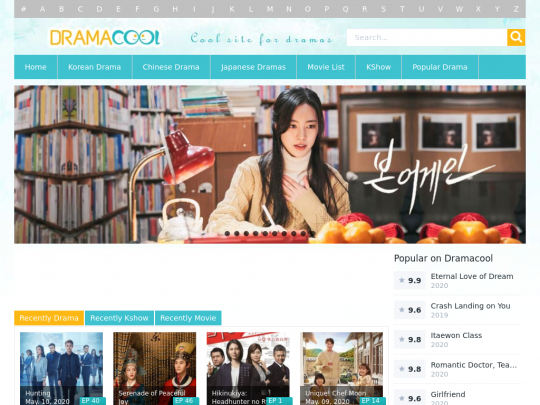 # A B C D E F G H I J K L M N O P Q R S T U V W X Y Z
DRAMACOOL
Cool site for dramas
Search...
Home Korean Drama Chinese Drama Japanese Dramas Movie List KShow Popular Drama
본어게인
Popular on Dramacool
9.9 Eternal Love of Dream
2020
9.6 Crash Landing on You
2019
9.8 Itaewon Class
2020
9.8 Romantic Doctor, Tea...
2020
9.6 Girlfriend
2020
Recently Drama Recently Kshow Recently Movie
Hunting
May. 10, 2020 EP 40
Serenade of Peaceful
Joy EP 46
Hikinukiya:
Headhunter no R EP 1
Unique! Chef Moon
May. 09, 2020 EP 14